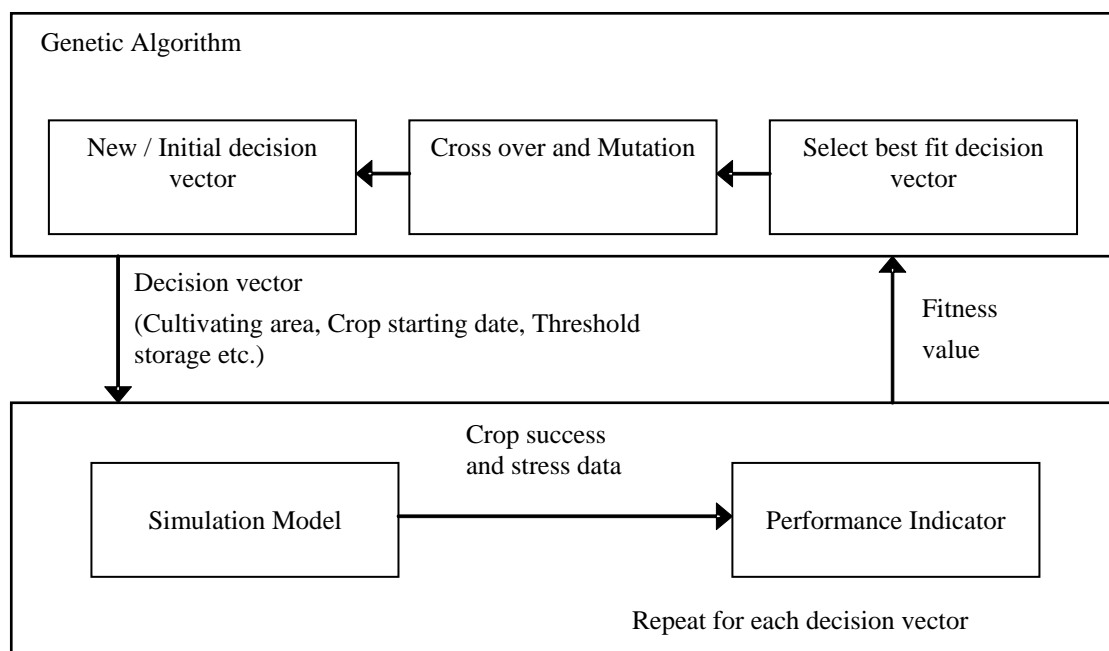 Genetic Algorithm
New / Initial decision
vector
Cross over and Mutation
Select best fit decision
vector
Decision vector
(Cultivating area, Crop starting date, Threshold
storage etc.)
Fitness
value
Crop success
and stress data
Simulation Model
Performance Indicator
Repeat for each decision vector